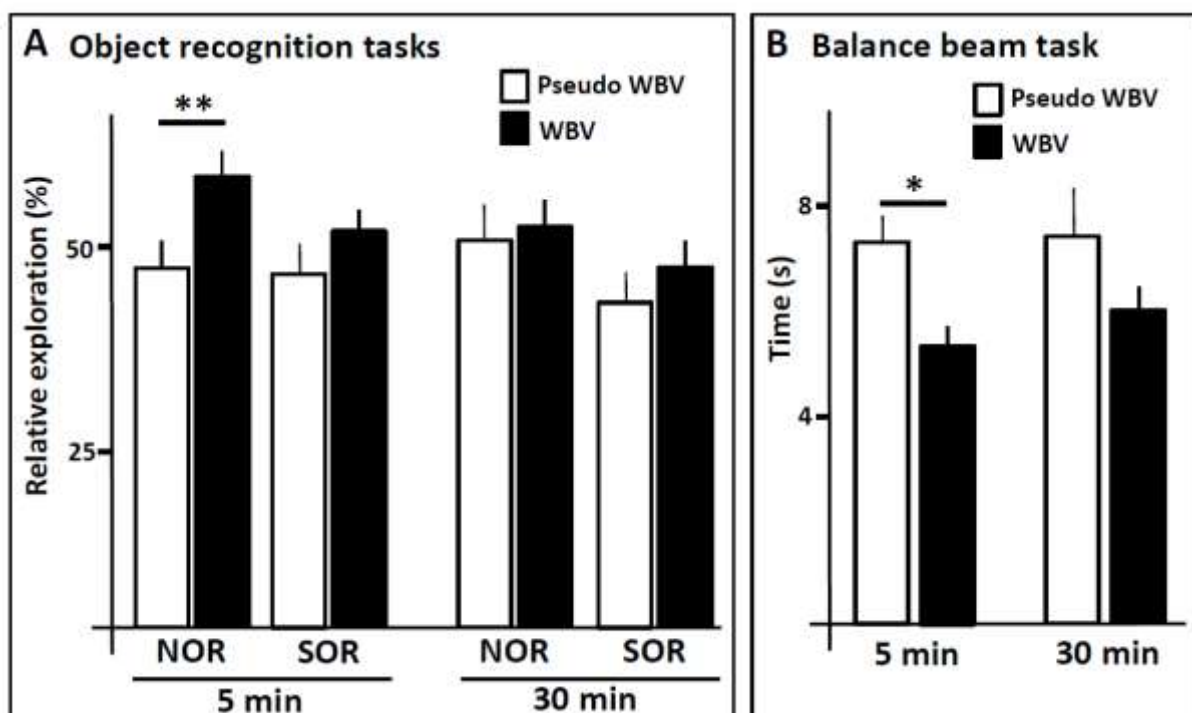 A Object recognition tasks
Pseudo WBV
WBV
**
Relative exploration (%)
50
25
NOR SOR NOR SOR
5 min 30 min
B Balance beam task
Pseudo WBV
WBV
*
Time (s)
8
4
5 min 30 min